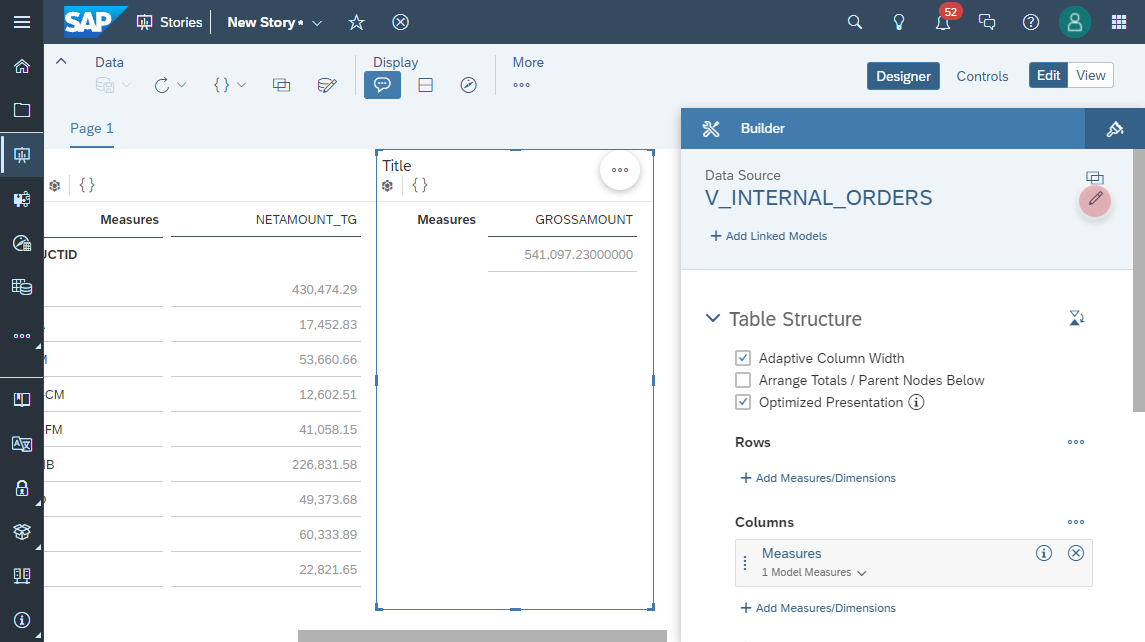 SAP Stories New Story* 52
Data Display More
Designer Controls Edit View
Page 1
Builder
Data Source
V_INTERNAL_ORDERS
+ Add Linked Models
Table Structure
Adaptive Column Width
Arrange Totals / Parent Nodes Below
Optimized Presentation
Rows
+ Add Measures/Dimensions
Columns
Measures
1 Model Measures
+ Add Measures/Dimensions
{ }
Measures NETAMOUNT_TG
UCTID
430,474.29
17,452.83
M 53,660.66
CM 12,602.51
FM 41,058.15
IB 226,831.58
49,373.68
60,333.89
22,821.65
Title
{ }
Measures GROSSAMOUNT
541,097.23000000